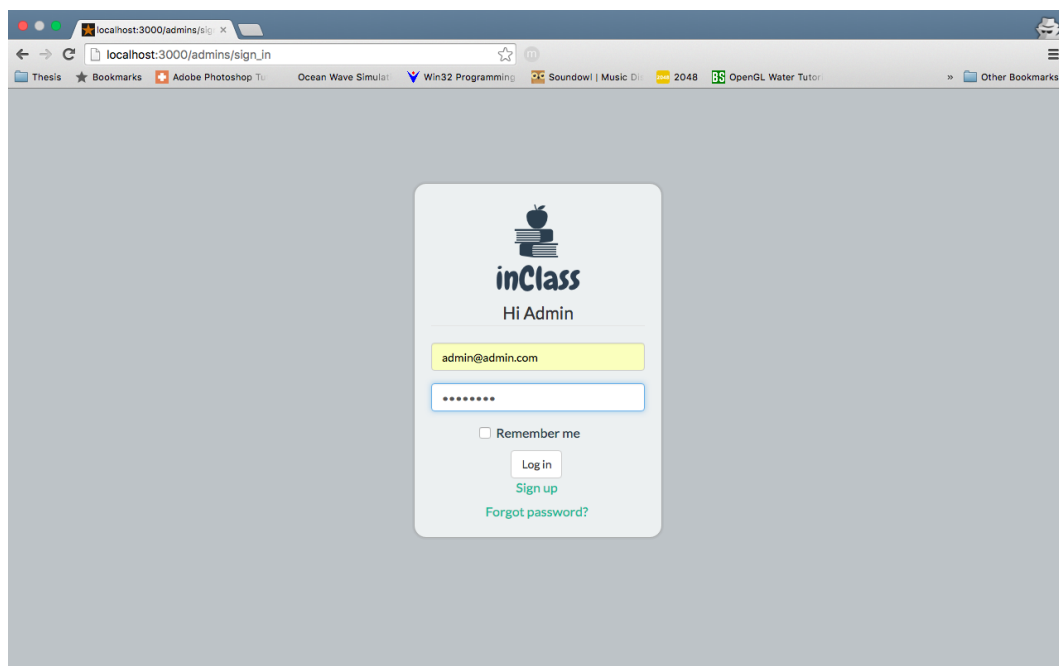 localhost:3000/admins/sig
localhost:3000/admins/sign_in
Thesis Bookmarks Adobe Photoshop Tu Ocean Wave Simulat Win32 Programming Soundowl | Music Di 2048 BS OpenGL Water Tutori » Other Bookmarks
inClass
Hi Admin
admin@admin.com
••••••••
Remember me
Log in
Sign up
Forgot password?